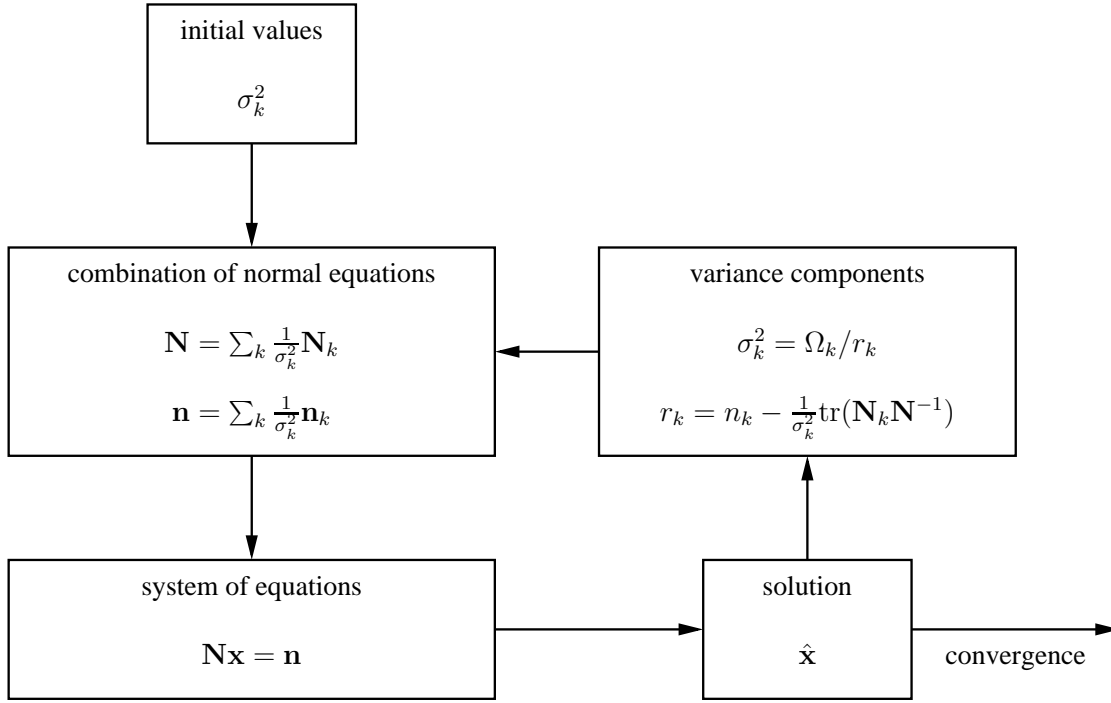 initial values
σ_k^2
combination of normal equations
𝐍 = ∑_k 1/σ_k^2 𝐍_k
𝐧 = ∑_k 1/σ_k^2 𝐧_k
variance components
σ_k^2 = Ω_k/r_k
r_k = n_k − 1/σ_k^2 tr(𝐍_k𝐍^{−1})
system of equations
𝐍𝐱 = 𝐧
solution
𝐱̂
convergence